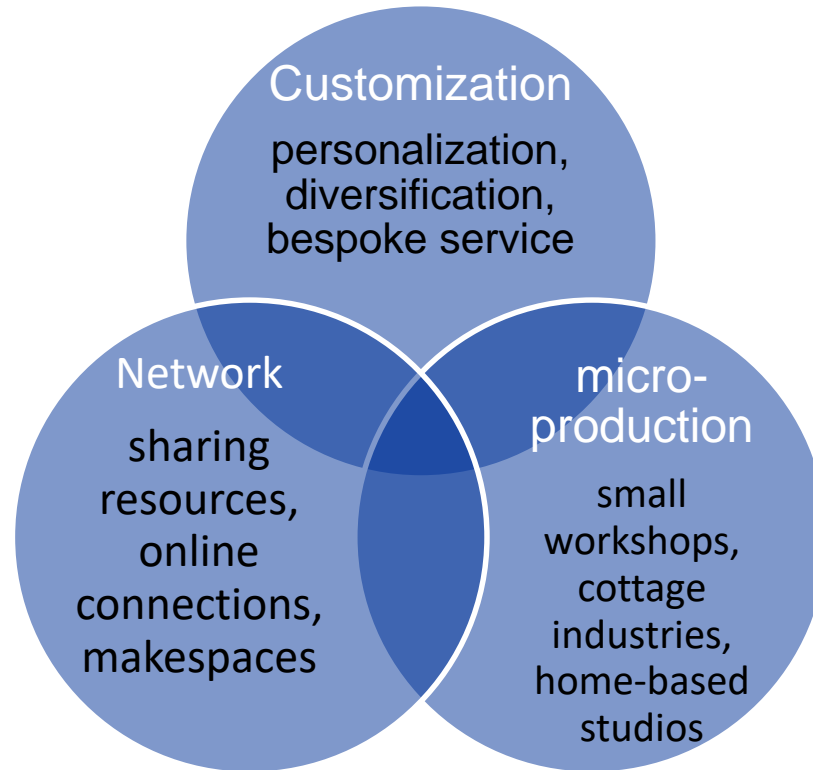 Customization
personalization,
diversification,
bespoke service
Network
sharing
resources,
online
connections,
makespaces
micro-
production
small
workshops,
cottage
industries,
home-based
studios